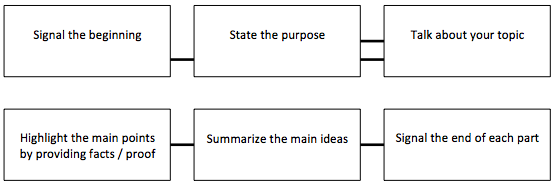 Signal the beginning
State the purpose
Talk about your topic
Highlight the main points
by providing facts / proof
Summarize the main ideas
Signal the end of each part